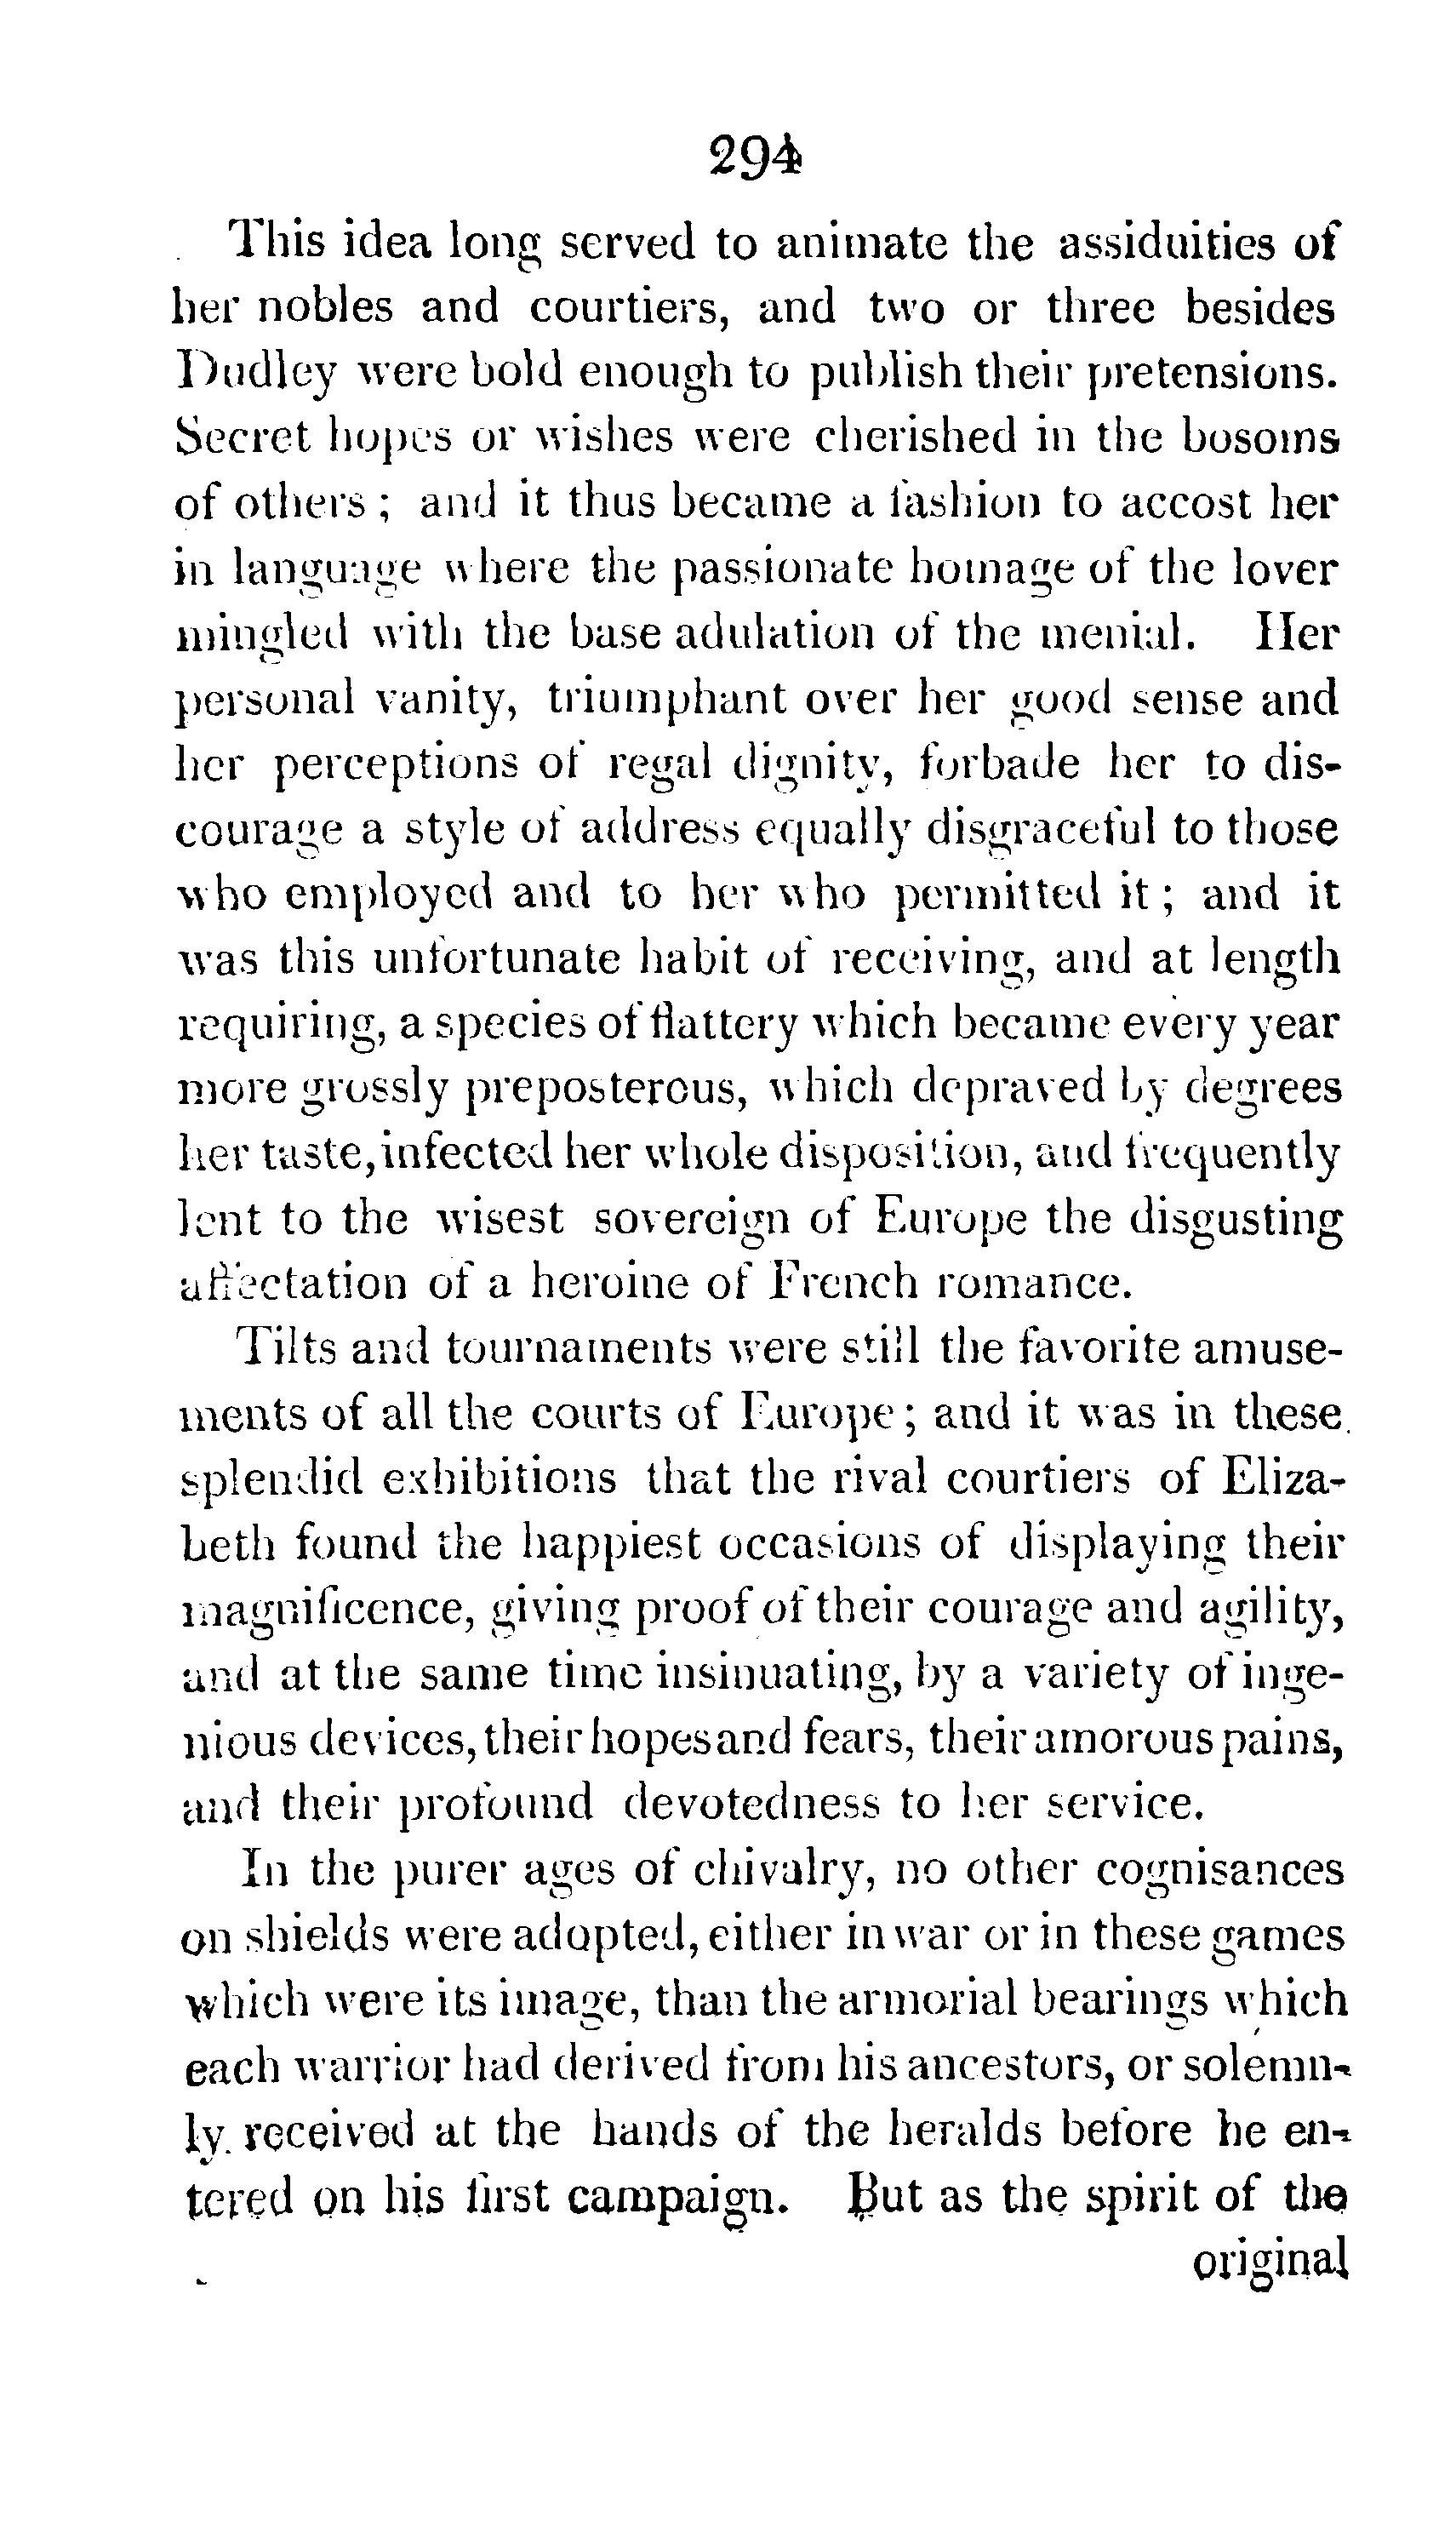 294
This idea long served to animate the assiduities of
her nobles and courtiers, and two or three besides
Dudley were bold enough to publish their pretensions.
Secret hopes or wishes were cherished in the bosoms
of others ; and it thus became a fashion to accost her
in language where the passionate homage of the lover
mingled with the base adulation of the menial. Her
personal vanity, triumphant over her good sense and
her perceptions of regal dignity, forbade her to dis-
courage a style of address equally disgraceful to those
who employed and to her who permitted it ; and it
was this unfortunate habit of receiving, and at length
requiring, a species of flattery which became every year
more grossly preposterous, which depraved by degrees
her taste, infected her whole disposition, and frequently
lent to the wisest sovereign of Europe the disgusting
affectation of a heroine of French romance.
Tilts and tournaments were still the favorite amuse-
ments of all the courts of Europe ; and it was in these
splendid exhibitions that the rival courtiers of Eliza-
beth found the happiest occasions of displaying their
magnificence, giving proof of their courage and agility,
and at the same time insinuating, by a variety of inge-
nious devices, their hopes and fears, their amorous pains,
and their profound devotedness to her service.
In the purer ages of chivalry, no other cognisances
on shields were adopted, either in war or in these games
which were its image, than the armorial bearings which
each warrior had derived from his ancestors, or solemn-
ly received at the hands of the heralds before he en-
tered on his first campaign. But as the spirit of the
original